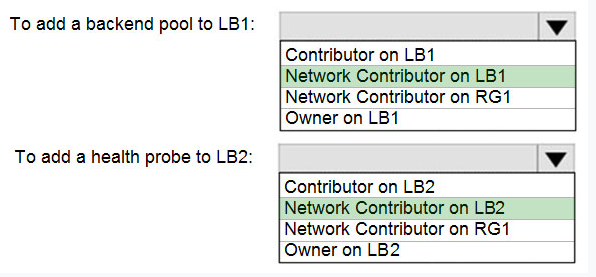 To add a backend pool to LB1:
Contributor on LB1
Network Contributor on LB1
Network Contributor on RG1
Owner on LB1
To add a health probe to LB2:
Contributor on LB2
Network Contributor on LB2
Network Contributor on RG1
Owner on LB2